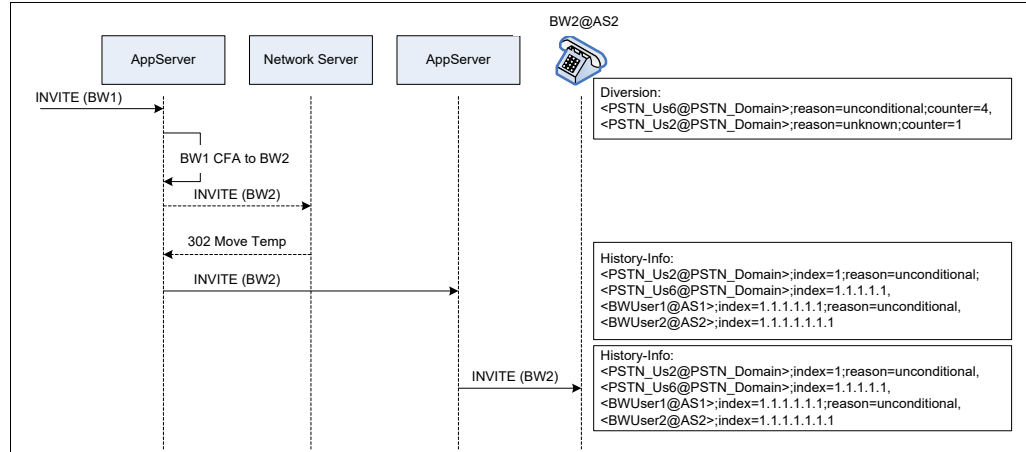 BW2@AS2
AppServer
Network Server
AppServer
INVITE (BW1)
Diversion:
<PSTN_Us6@PSTN_Domain>;reason=unconditional;counter=4,
<PSTN_Us2@PSTN_Domain>;reason=unknown;counter=1
BW1 CFA to BW2
INVITE (BW2)
302 Move Temp
INVITE (BW2)
History-Info:
<PSTN_Us2@PSTN_Domain>;index=1;reason=unconditional;
<PSTN_Us6@PSTN_Domain>;index=1.1.1.1.1,
<BWUser1@AS1>;index=1.1.1.1.1.1;reason=unconditional,
<BWUser2@AS2>;index=1.1.1.1.1.1.1
INVITE (BW2)
History-Info:
<PSTN_Us2@PSTN_Domain>;index=1;reason=unconditional,
<PSTN_Us6@PSTN_Domain>;index=1.1.1.1.1,
<BWUser1@AS1>;index=1.1.1.1.1.1;reason=unconditional,
<BWUser2@AS2>;index=1.1.1.1.1.1.1